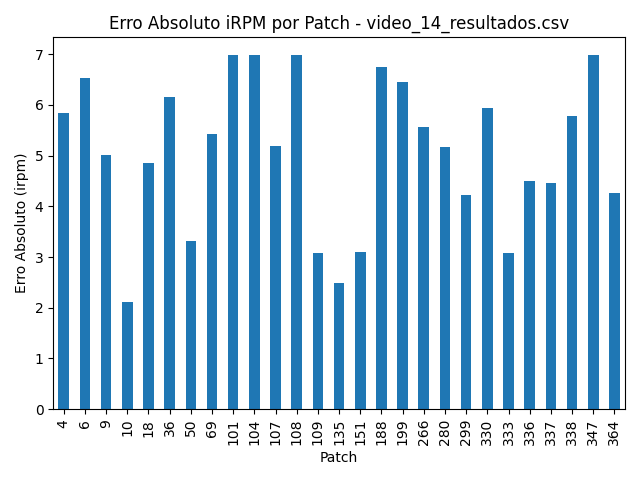 Erro Absoluto iRPM por Patch - video_14_resultados.csv
Erro Absoluto (irpm)
7
6
5
4
3
2
1
0
4 6 9 10 18 36 50 69 101 104 107 108 109 135 151 188 199 266 280 299 330 333 336 337 338 347 364
Patch